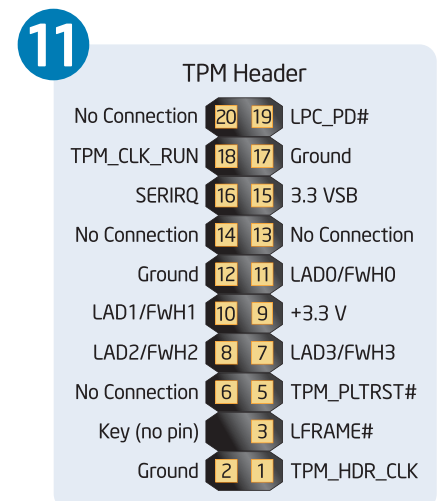 11
TPM Header
No Connection 20 19 LPC_PD#
TPM_CLK_RUN 18 17 Ground
SERIRQ 16 15 3.3 VSB
No Connection 14 13 No Connection
Ground 12 11 LAD0/FWH0
LAD1/FWH1 10 9 +3.3 V
LAD2/FWH2 8 7 LAD3/FWH3
No Connection 6 5 TPM_PLTRST#
Key (no pin) 3 LFRAME#
Ground 2 1 TPM_HDR_CLK